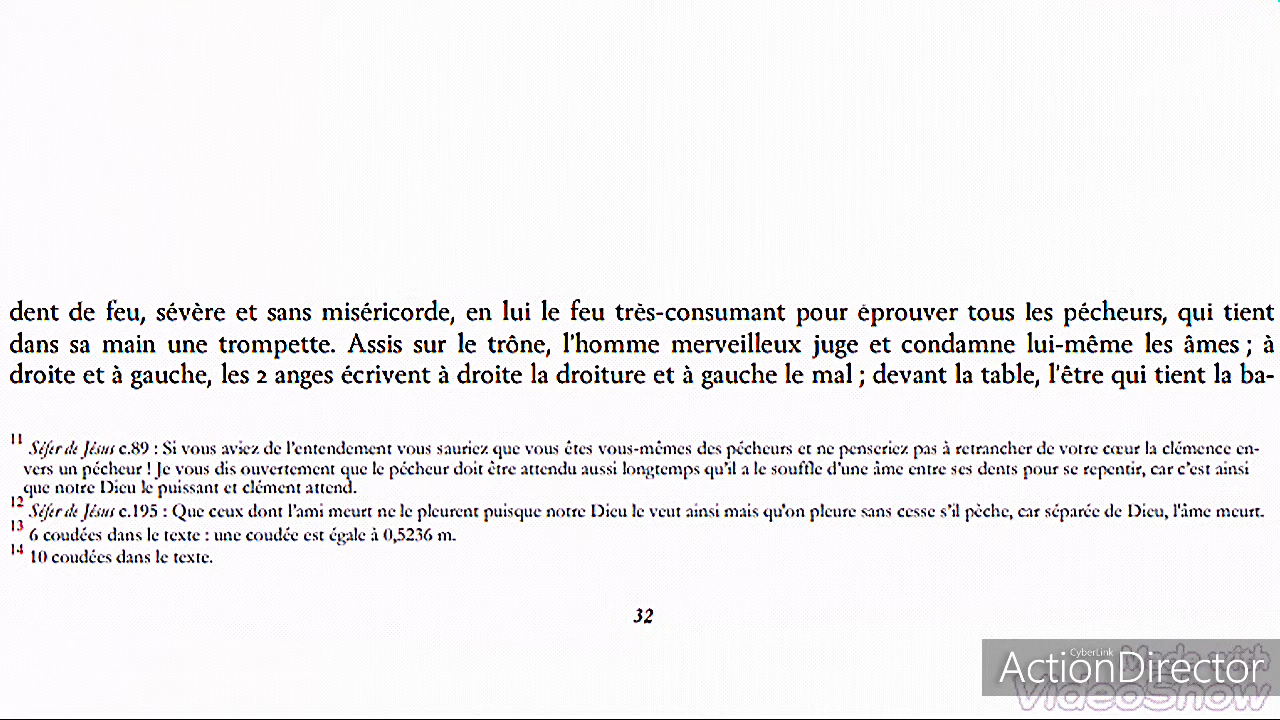 dent de feu, sévère et sans miséricorde, en lui le feu très-consumant pour éprouver tous les pécheurs, qui tient
dans sa main une trompette. Assis sur le trône, l'homme merveilleux juge et condamne lui-même les âmes ; à
droite et à gauche, les 2 anges écrivent à droite la droiture et à gauche le mal ; devant la table, l'être qui tient la ba-
11 Séfer de Jésus c.89 : Si vous aviez de l'entendement vous sauriez que vous êtes vous-mêmes des pécheurs et ne penseriez pas à retrancher de votre cœur la clémence en-
vers un pécheur ! Je vous dis ouvertement que le pécheur doit être attendu aussi longtemps qu'il a le souffle d'une âme entre ses dents pour se repentir, car c'est ainsi
que notre Dieu le puissant et clément attend.
12 Séfer de Jésus c.195 : Que ceux dont l'ami meurt ne le pleurent puisque notre Dieu le veut ainsi mais qu'on pleure sans cesse s'il pèche, car séparée de Dieu, l'âme meurt.
13 6 coudées dans le texte : une coudée est égale à 0,5236 m.
14 10 coudées dans le texte.
32
CyberLink
ActionDirector
Made with
VideoShow